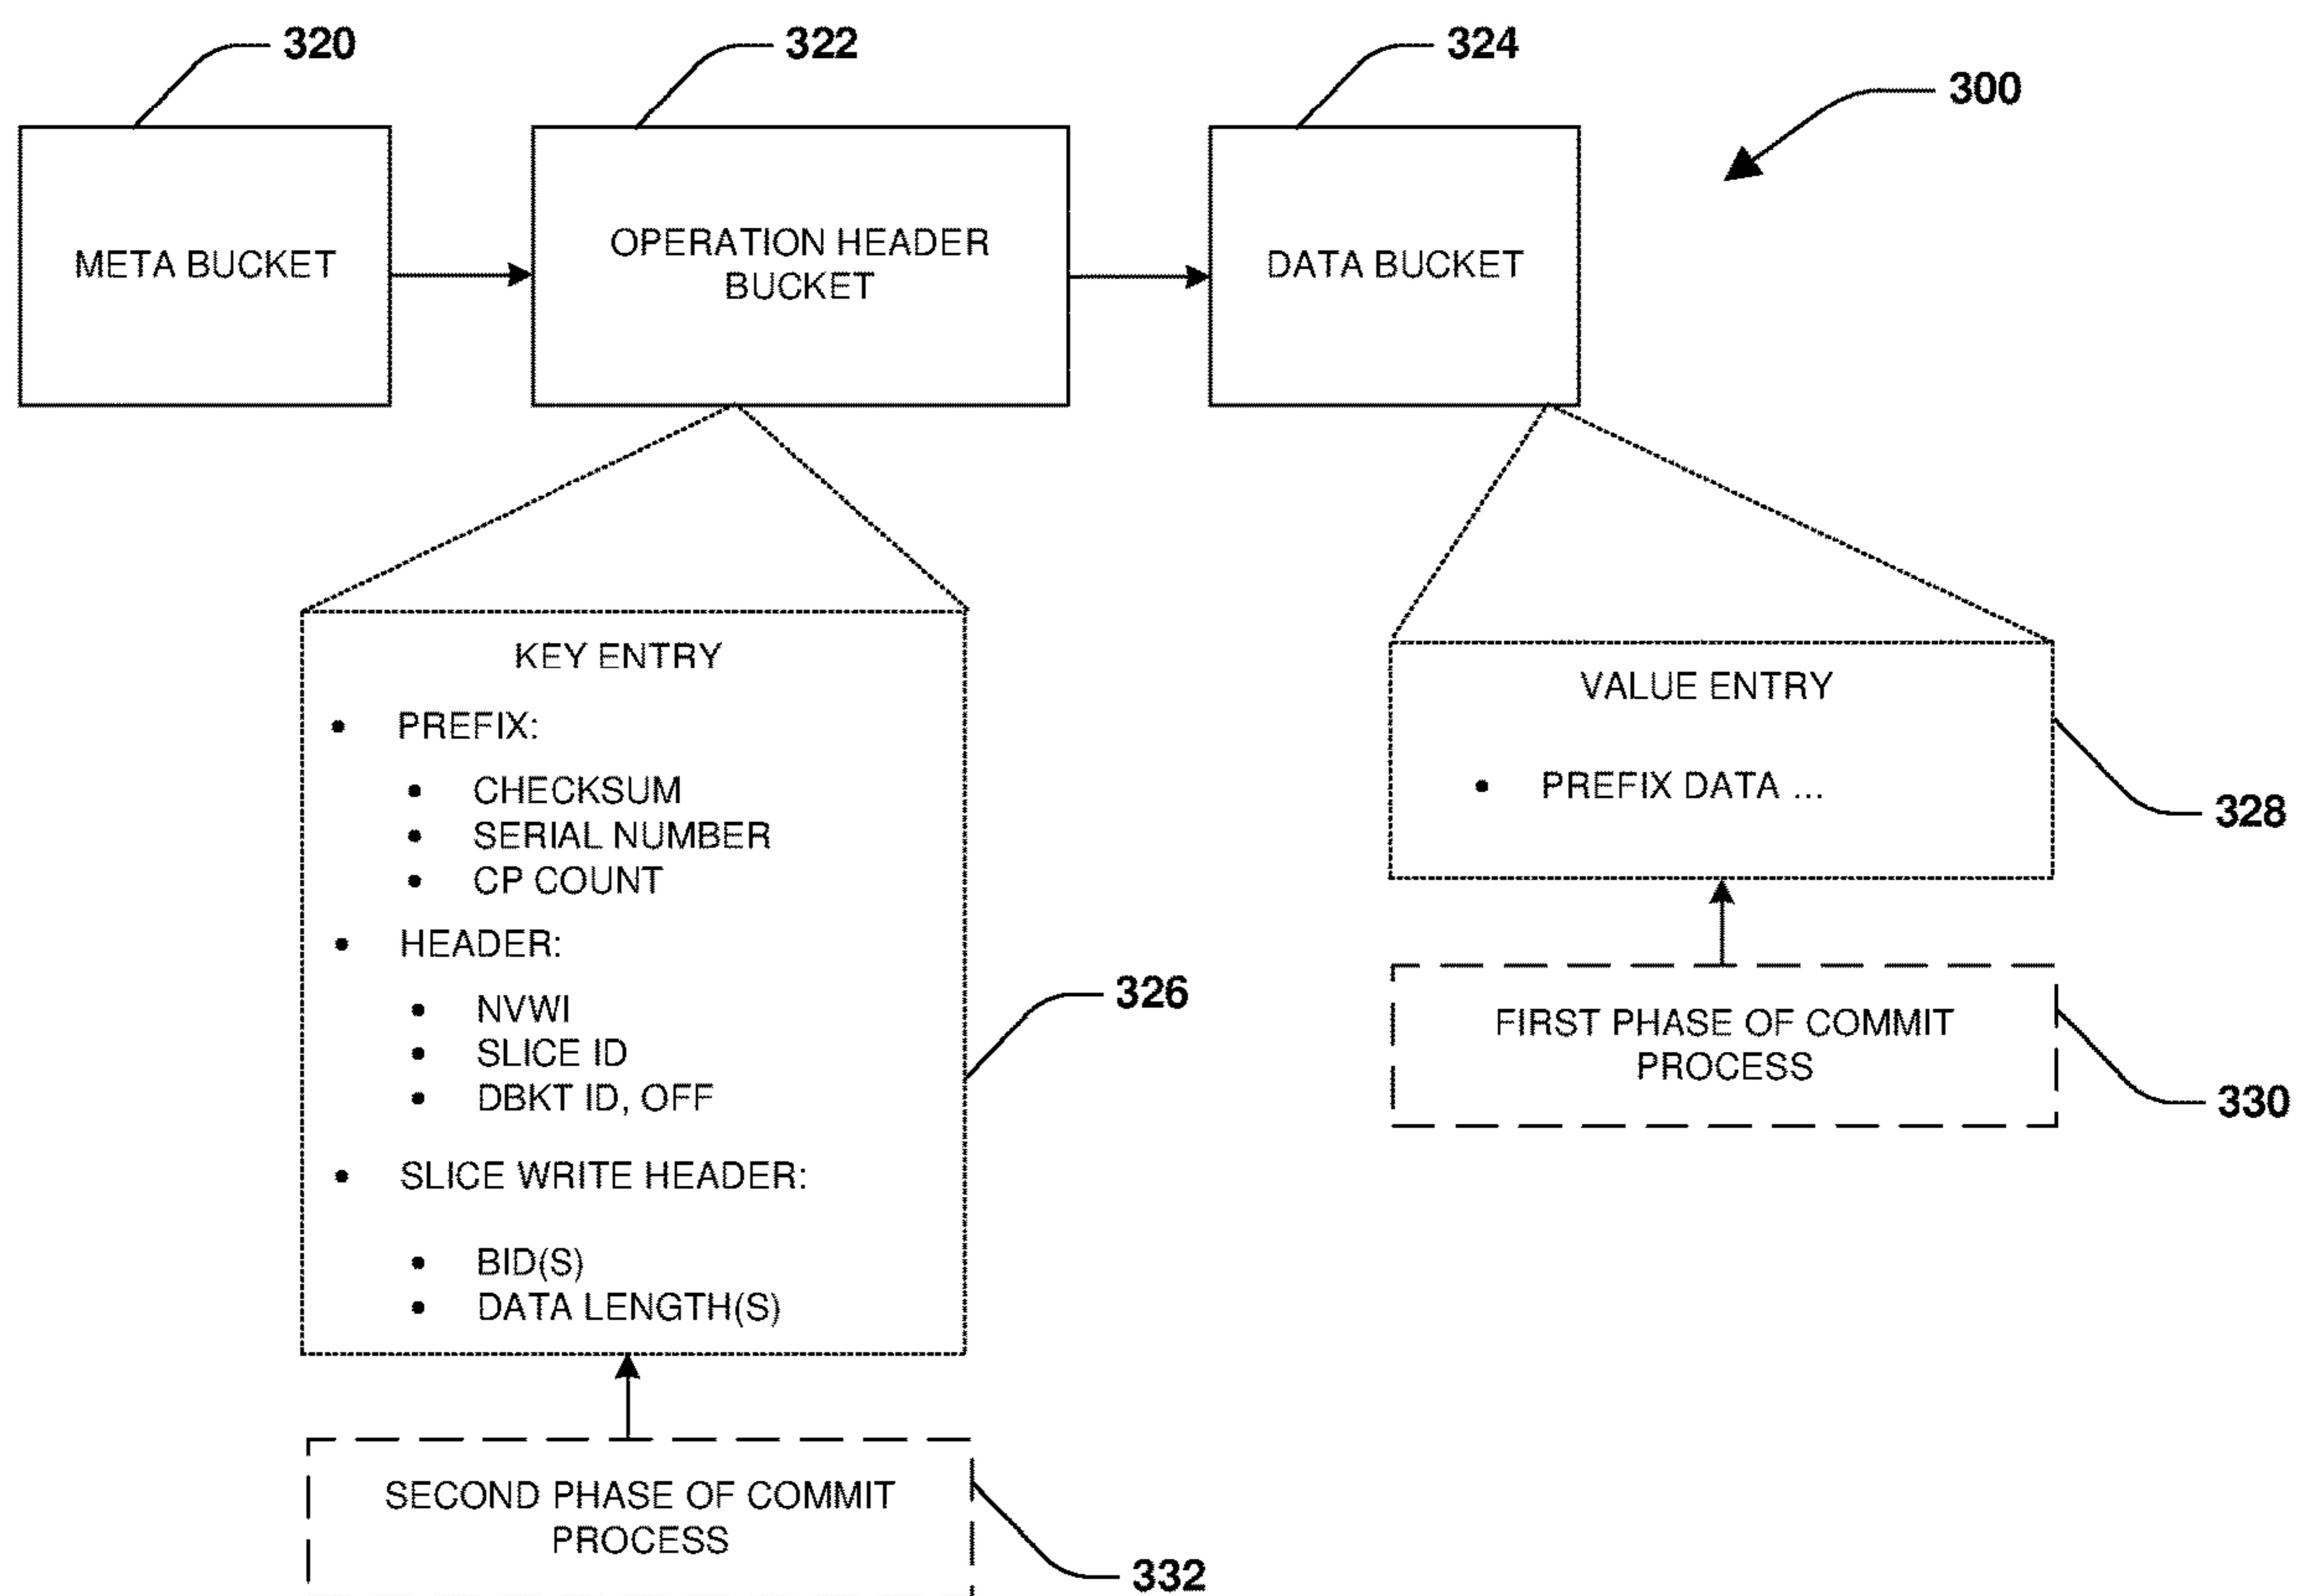 320
322
324
300
META BUCKET
OPERATION HEADER
BUCKET
DATA BUCKET
KEY ENTRY
• PREFIX:
• CHECKSUM
• SERIAL NUMBER
• CP COUNT
• HEADER:
• NVWI
• SLICE ID
• DBKT ID, OFF
• SLICE WRITE HEADER:
• BID(S)
• DATA LENGTH(S)
326
VALUE ENTRY
• PREFIX DATA ...
328
FIRST PHASE OF COMMIT
PROCESS
330
SECOND PHASE OF COMMIT
PROCESS
332